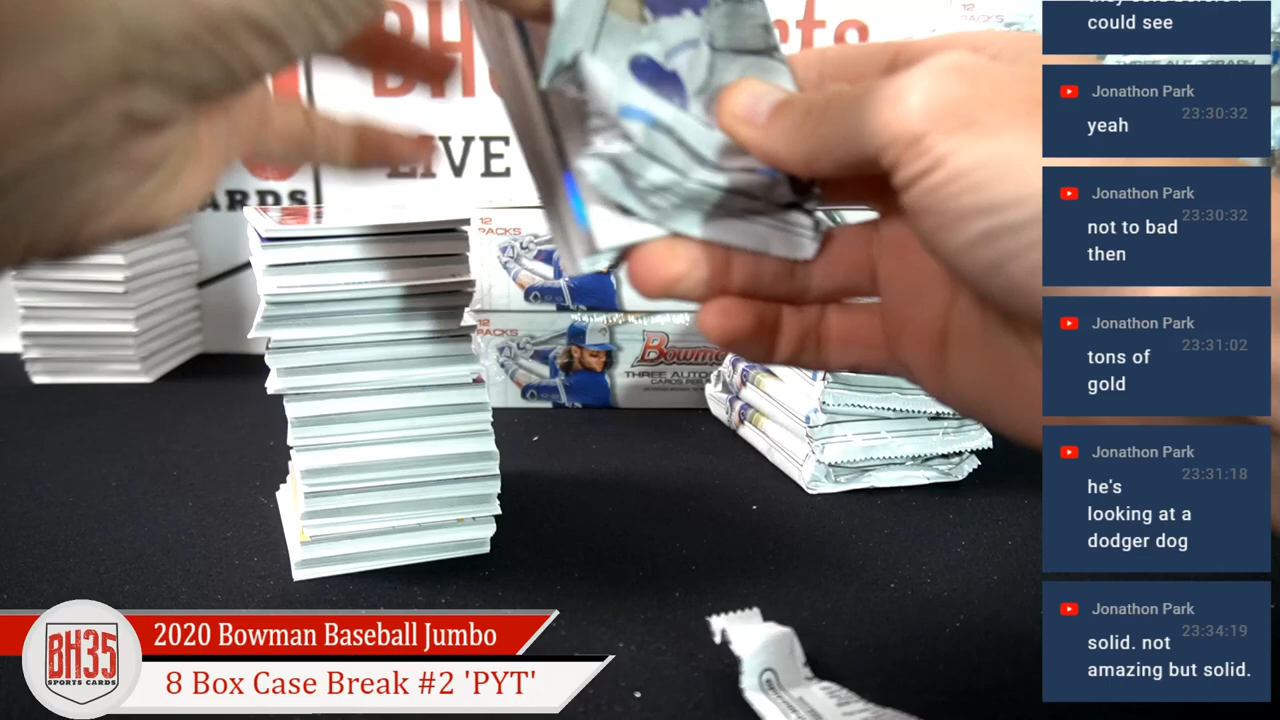 could see
Jonathon Park
23:30:32
yeah
Jonathon Park
23:30:32
not to bad
then
Jonathon Park
23:31:02
tons of
gold
Jonathon Park
23:31:18
he's
looking at a
dodger dog
Jonathon Park
23:34:19
solid. not
amazing but solid.
LIVE
ARDS
12
PACKS
12
PACKS
Bowma
THREE AUTO
BH35
SPORTS CARDS
2020 Bowman Baseball Jumbo
8 Box Case Break #2 'PYT'